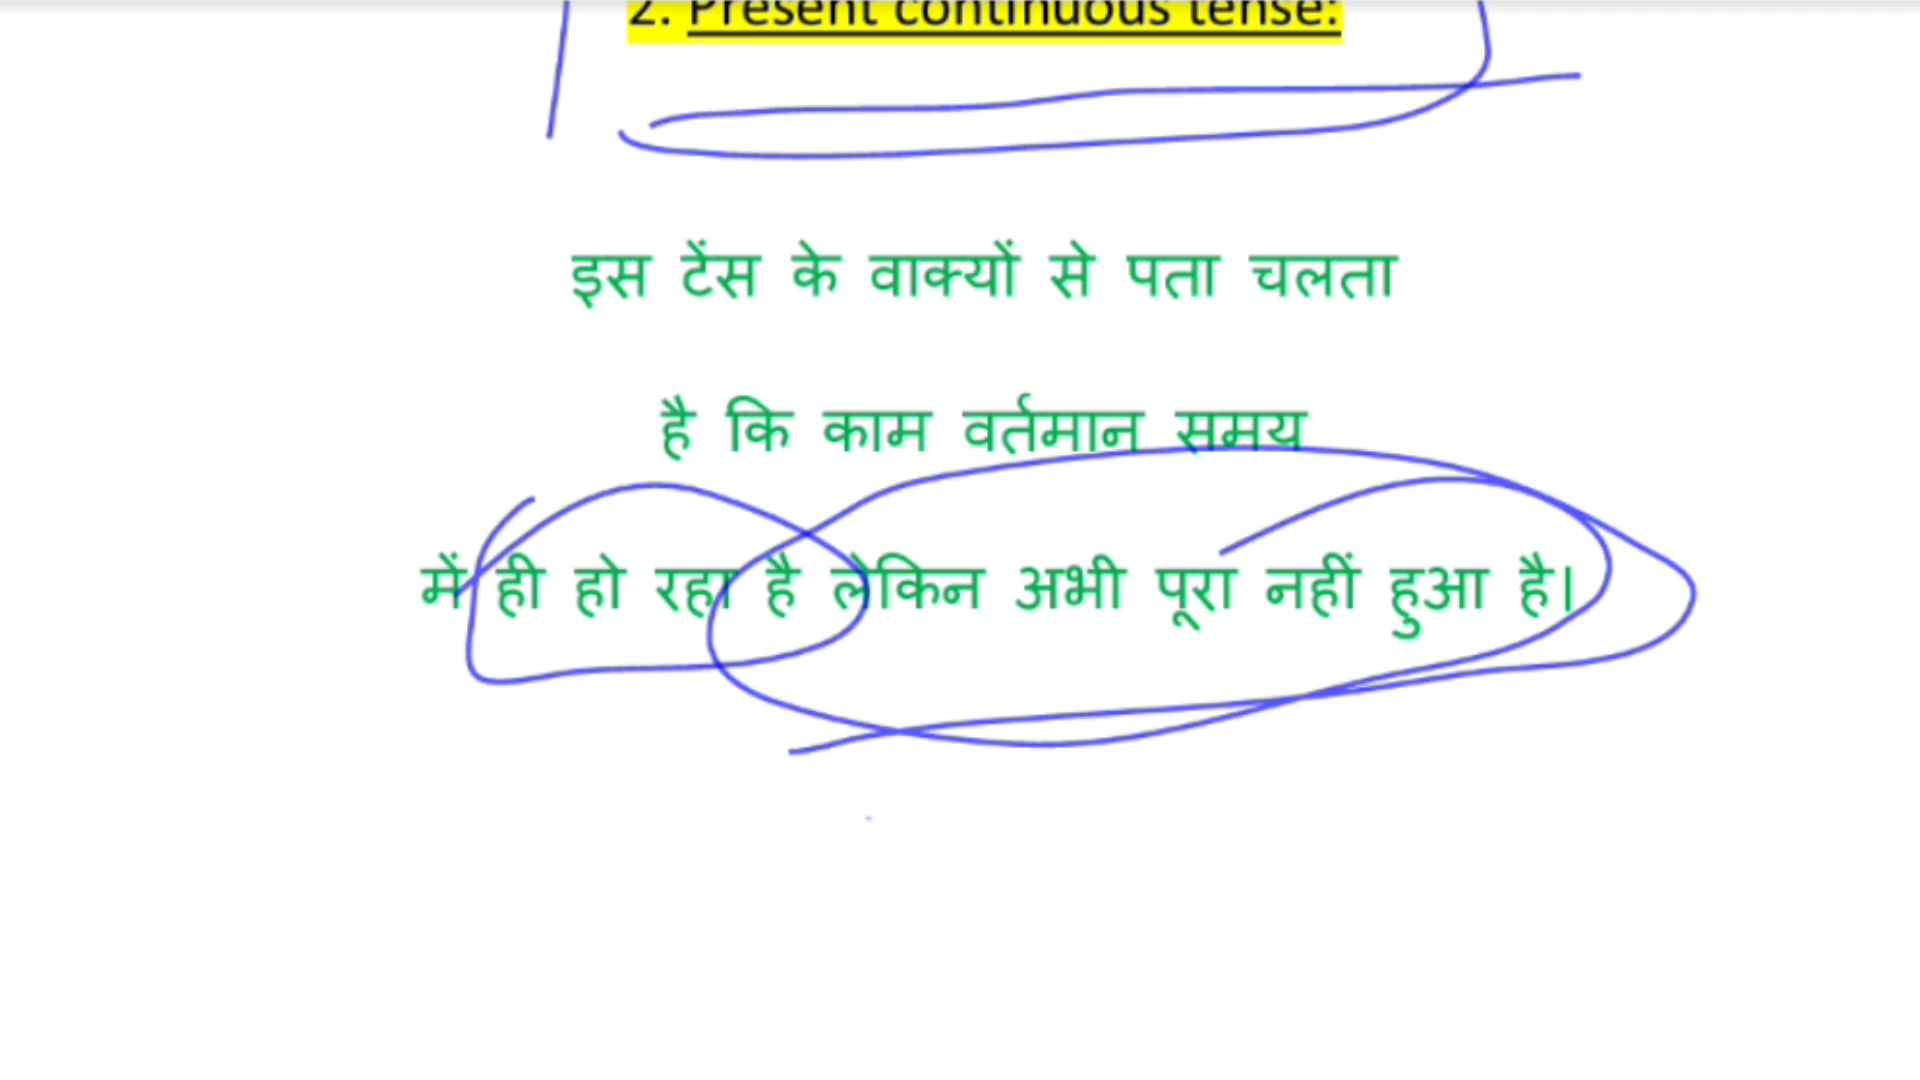 2. Present continuous tense:
इस टेंस के वाक्यों से पता चलता
है कि काम वर्तमान समय
में ही हो रहा है लेकिन अभी पूरा नहीं हुआ है।